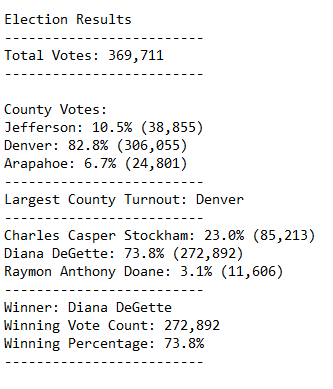 Election Results
-------------------------
Total Votes: 369,711
-------------------------
County Votes:
Jefferson: 10.5% (38,855)
Denver: 82.8% (306,055)
Arapahoe: 6.7% (24,801)
-------------------------
Largest County Turnout: Denver
-------------------------
Charles Casper Stockham: 23.0% (85,213)
Diana DeGette: 73.8% (272,892)
Raymon Anthony Doane: 3.1% (11,606)
-------------------------
Winner: Diana DeGette
Winning Vote Count: 272,892
Winning Percentage: 73.8%
-------------------------